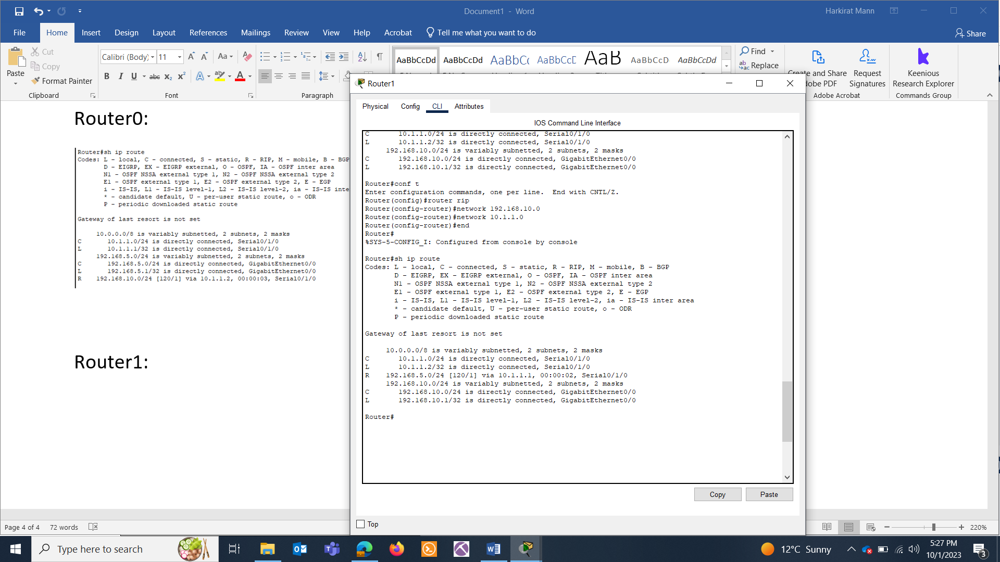 Document1 - Word
Harkirat Mann
File Home Insert Design Layout References Mailings Review View Help Acrobat Tell me what you want to do
Share
Paste
Cut
Copy
Format Painter
Clipboard
Calibri (Body) 11
Font
Paragraph
AaBbCcDd AaBbCcDd AaBbCc AaBbCcD AaB AaBbCcD AaBbCcDd
Find
Replace
Create and Share
Adobe PDF
Request
Signatures
Adobe Acrobat
Keenious
Research Explorer
Commands Group
Router0:
Router#sh ip route
Codes: L - local, C - connected, S - static, R - RIP, M - mobile, B - BGP
D - EIGRP, EX - EIGRP external, O - OSPF, IA - OSPF inter area
N1 - OSPF NSSA external type 1, N2 - OSPF NSSA external type 2
E1 - OSPF external type 1, E2 - OSPF external type 2, E - EGP
i - IS-IS, L1 - IS-IS level-1, L2 - IS-IS level-2, ia - IS-IS inte
* - candidate default, U - per-user static route, o - ODR
P - periodic downloaded static route
Gateway of last resort is not set
10.0.0.0/8 is variably subnetted, 2 subnets, 2 masks
C 10.1.1.0/24 is directly connected, Serial0/1/0
L 10.1.1.1/32 is directly connected, Serial0/1/0
192.168.5.0/24 is variably subnetted, 2 subnets, 2 masks
C 192.168.5.0/24 is directly connected, GigabitEthernet0/0
L 192.168.5.1/32 is directly connected, GigabitEthernet0/0
R 192.168.10.0/24 [120/1] via 10.1.1.2, 00:00:03, Serial0/1/0
Router1:
Router1
Physical Config CLI Attributes
IOS Command Line Interface
C 10.1.1.0/24 is directly connected, Serial0/1/0
L 10.1.1.2/32 is directly connected, Serial0/1/0
192.168.10.0/24 is variably subnetted, 2 subnets, 2 masks
C 192.168.10.0/24 is directly connected, GigabitEthernet0/0
L 192.168.10.1/32 is directly connected, GigabitEthernet0/0
Router#conf t
Enter configuration commands, one per line. End with CNTL/Z.
Router(config)#router rip
Router(config-router)#network 192.168.10.0
Router(config-router)#network 10.1.1.0
Router(config-router)#end
Router#
%SYS-5-CONFIG_I: Configured from console by console
Router#sh ip route
Codes: L - local, C - connected, S - static, R - RIP, M - mobile, B - BGP
D - EIGRP, EX - EIGRP external, O - OSPF, IA - OSPF inter area
N1 - OSPF NSSA external type 1, N2 - OSPF NSSA external type 2
E1 - OSPF external type 1, E2 - OSPF external type 2, E - EGP
i - IS-IS, L1 - IS-IS level-1, L2 - IS-IS level-2, ia - IS-IS inter area
* - candidate default, U - per-user static route, o - ODR
P - periodic downloaded static route
Gateway of last resort is not set
10.0.0.0/8 is variably subnetted, 2 subnets, 2 masks
C 10.1.1.0/24 is directly connected, Serial0/1/0
L 10.1.1.2/32 is directly connected, Serial0/1/0
R 192.168.5.0/24 [120/1] via 10.1.1.1, 00:00:02, Serial0/1/0
192.168.10.0/24 is variably subnetted, 2 subnets, 2 masks
C 192.168.10.0/24 is directly connected, GigabitEthernet0/0
L 192.168.10.1/32 is directly connected, GigabitEthernet0/0
Router#
Copy Paste
Top
Page 4 of 4 72 words
220%
Type here to search
12°C Sunny
5:27 PM
10/1/2023
3